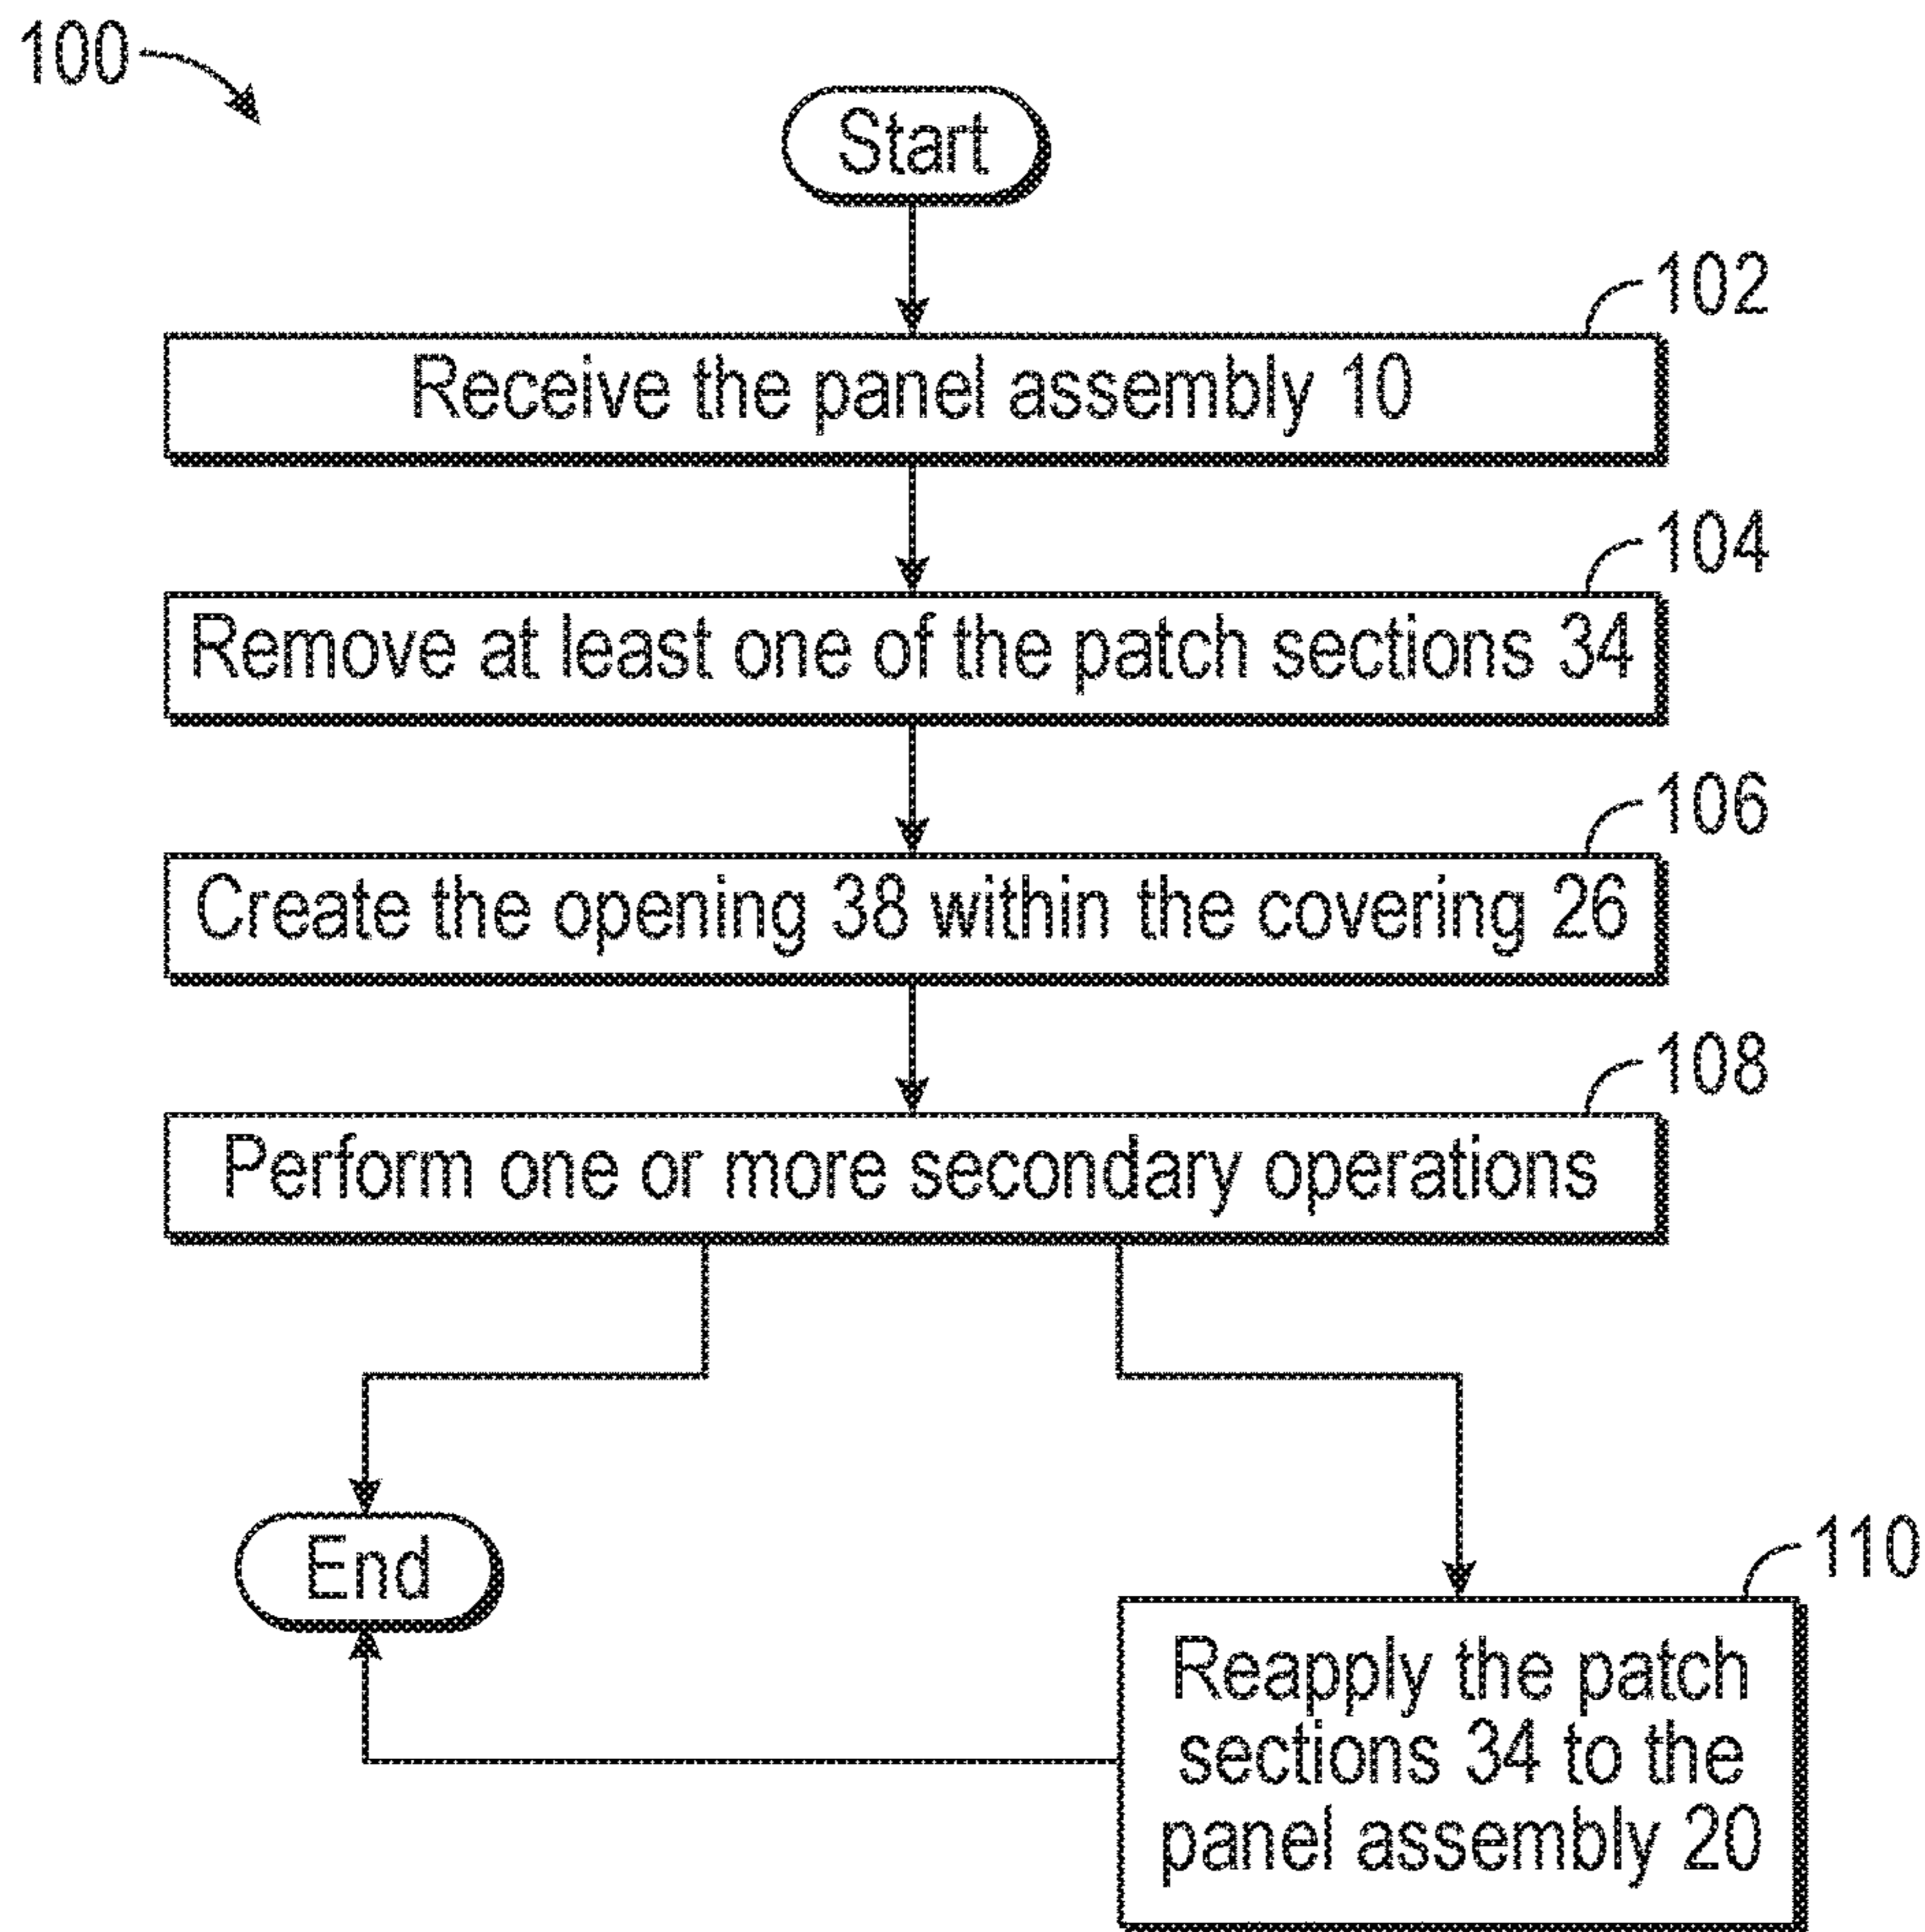 100
Start
102
Receive the panel assembly 10
104
Remove at least one of the patch sections 34
106
Create the opening 38 within the covering 26
108
Perform one or more secondary operations
End
110
Reapply the patch
sections 34 to the
panel assembly 20